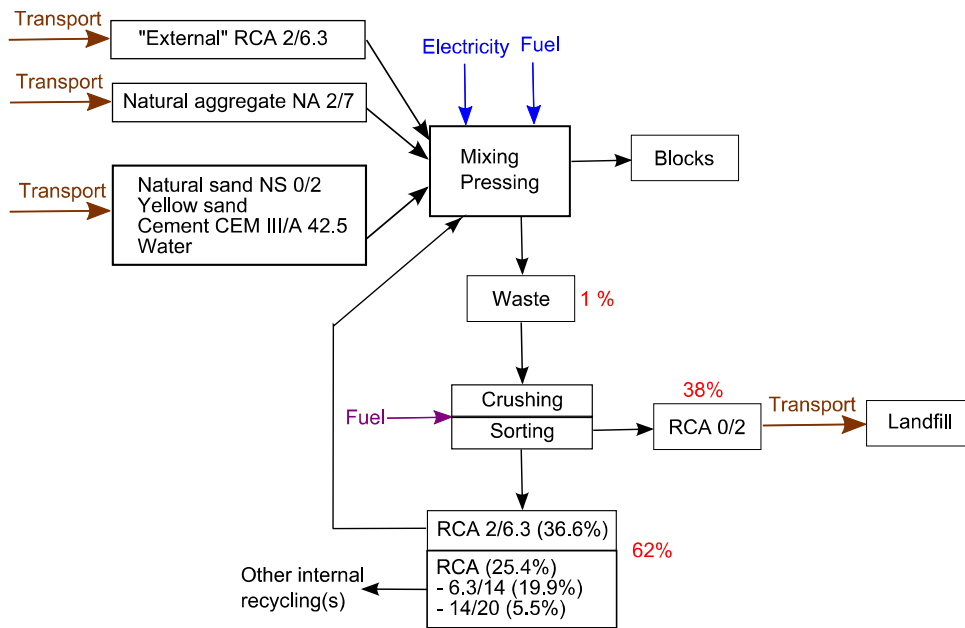 Transport
"External" RCA 2/6.3
Electricity
Fuel
Transport
Natural aggregate NA 2/7
Mixing
Pressing
Blocks
Transport
Natural sand NS 0/2
Yellow sand
Cement CEM III/A 42.5
Water
Waste
1 %
Crushing
38%
Fuel
Sorting
RCA 0/2
Transport
Landfill
RCA 2/6.3 (36.6%)
62%
RCA (25.4%)
- 6.3/14 (19.9%)
- 14/20 (5.5%)
Other internal
recycling(s)